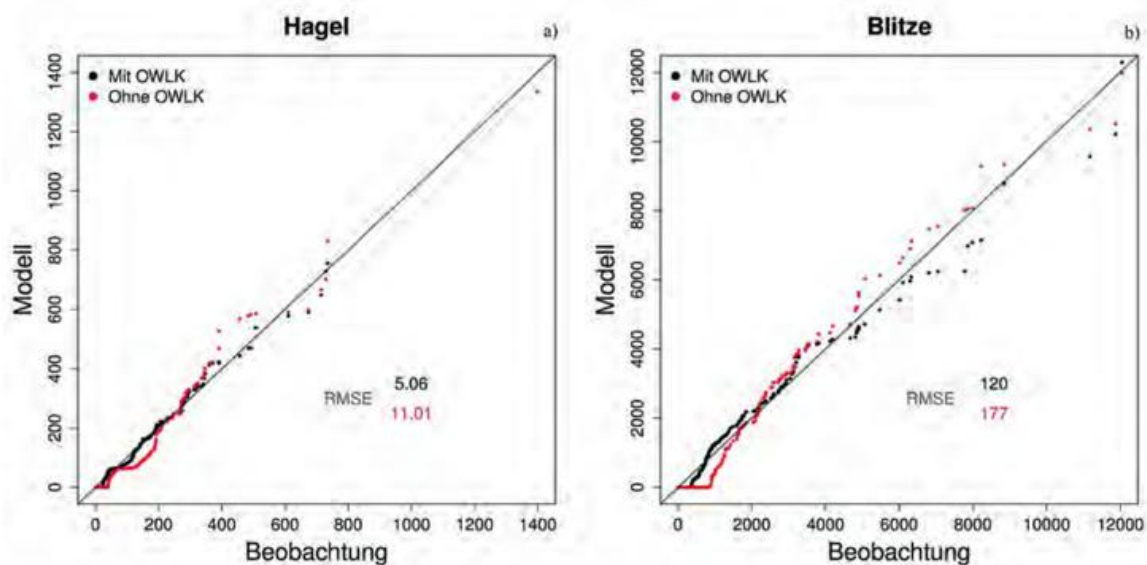 Hagel
a)
Mit OWLK
Ohne OWLK
1400
1200
1000
800
600
400
200
0
Modell
RMSE
5.06
11.01
0
200
400
600
800
1000
1200
1400
Beobachtung
Blitze
b)
Mit OWLK
Ohne OWLK
12000
10000
8000
6000
4000
2000
0
Modell
RMSE
120
177
0
2000
4000
6000
8000
10000
12000
Beobachtung